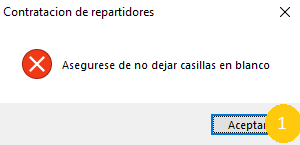 Contratacion de repartidores
Asegurese de no dejar casillas en blanco
Aceptar
1